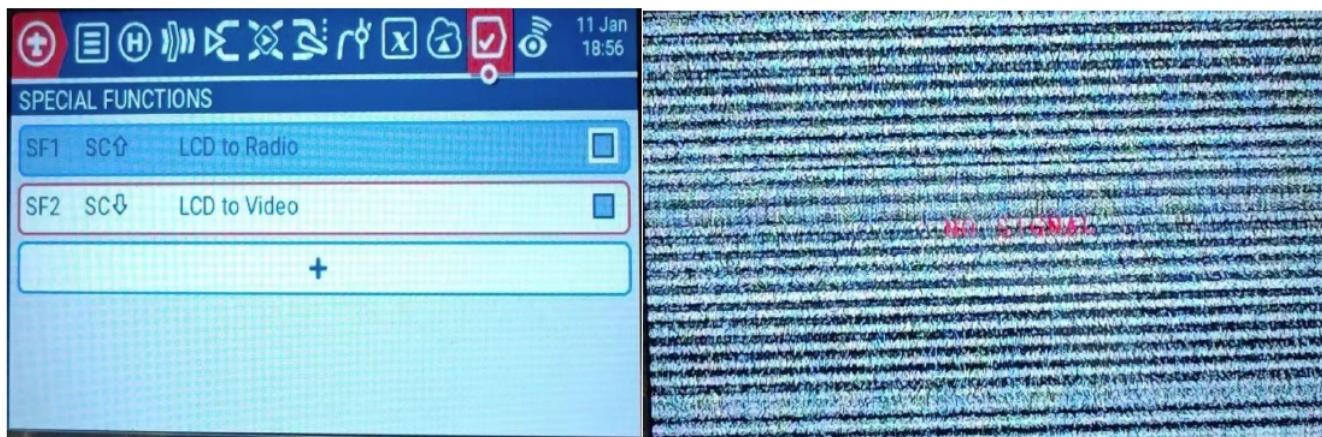 11 Jan
18:56
SPECIAL FUNCTIONS
SF1 SC⇧ LCD to Radio
SF2 SC⇩ LCD to Video
+
NO SIGNAL